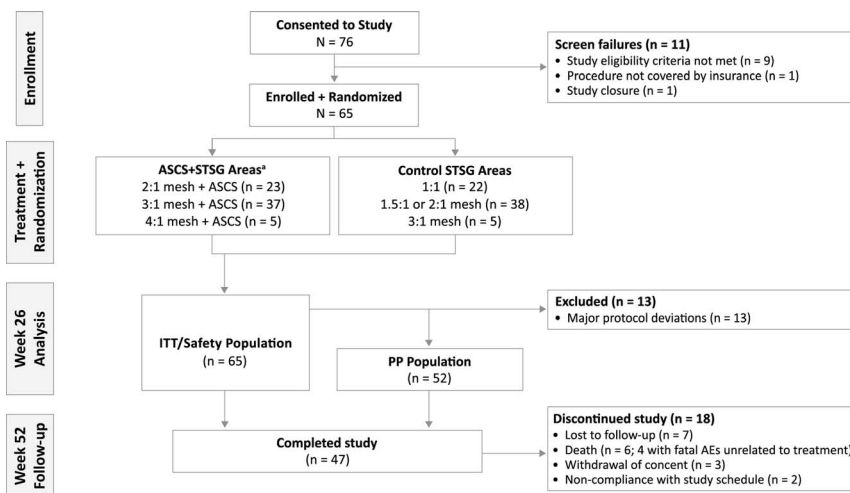 Enrollment
Consented to Study
N = 76
Screen failures (n = 11)
• Study eligibility criteria not met (n = 9)
• Procedure not covered by insurance (n = 1)
• Study closure (n = 1)
Enrolled + Randomized
N = 65
Treatment +
Randomization
ASCS+STSG Areasᵃ
2:1 mesh + ASCS (n = 23)
3:1 mesh + ASCS (n = 37)
4:1 mesh + ASCS (n = 5)
Control STSG Areas
1:1 (n = 22)
1.5:1 or 2:1 mesh (n = 38)
3:1 mesh (n = 5)
Week 26
Analysis
ITT/Safety Population
(n = 65)
Excluded (n = 13)
• Major protocol deviations (n = 13)
PP Population
(n = 52)
Week 52
Follow-up
Completed study
(n = 47)
Discontinued study (n = 18)
• Lost to follow-up (n = 7)
• Death (n = 6; 4 with fatal AEs unrelated to treatment)
• Withdrawal of concent (n = 3)
• Non-compliance with study schedule (n = 2)